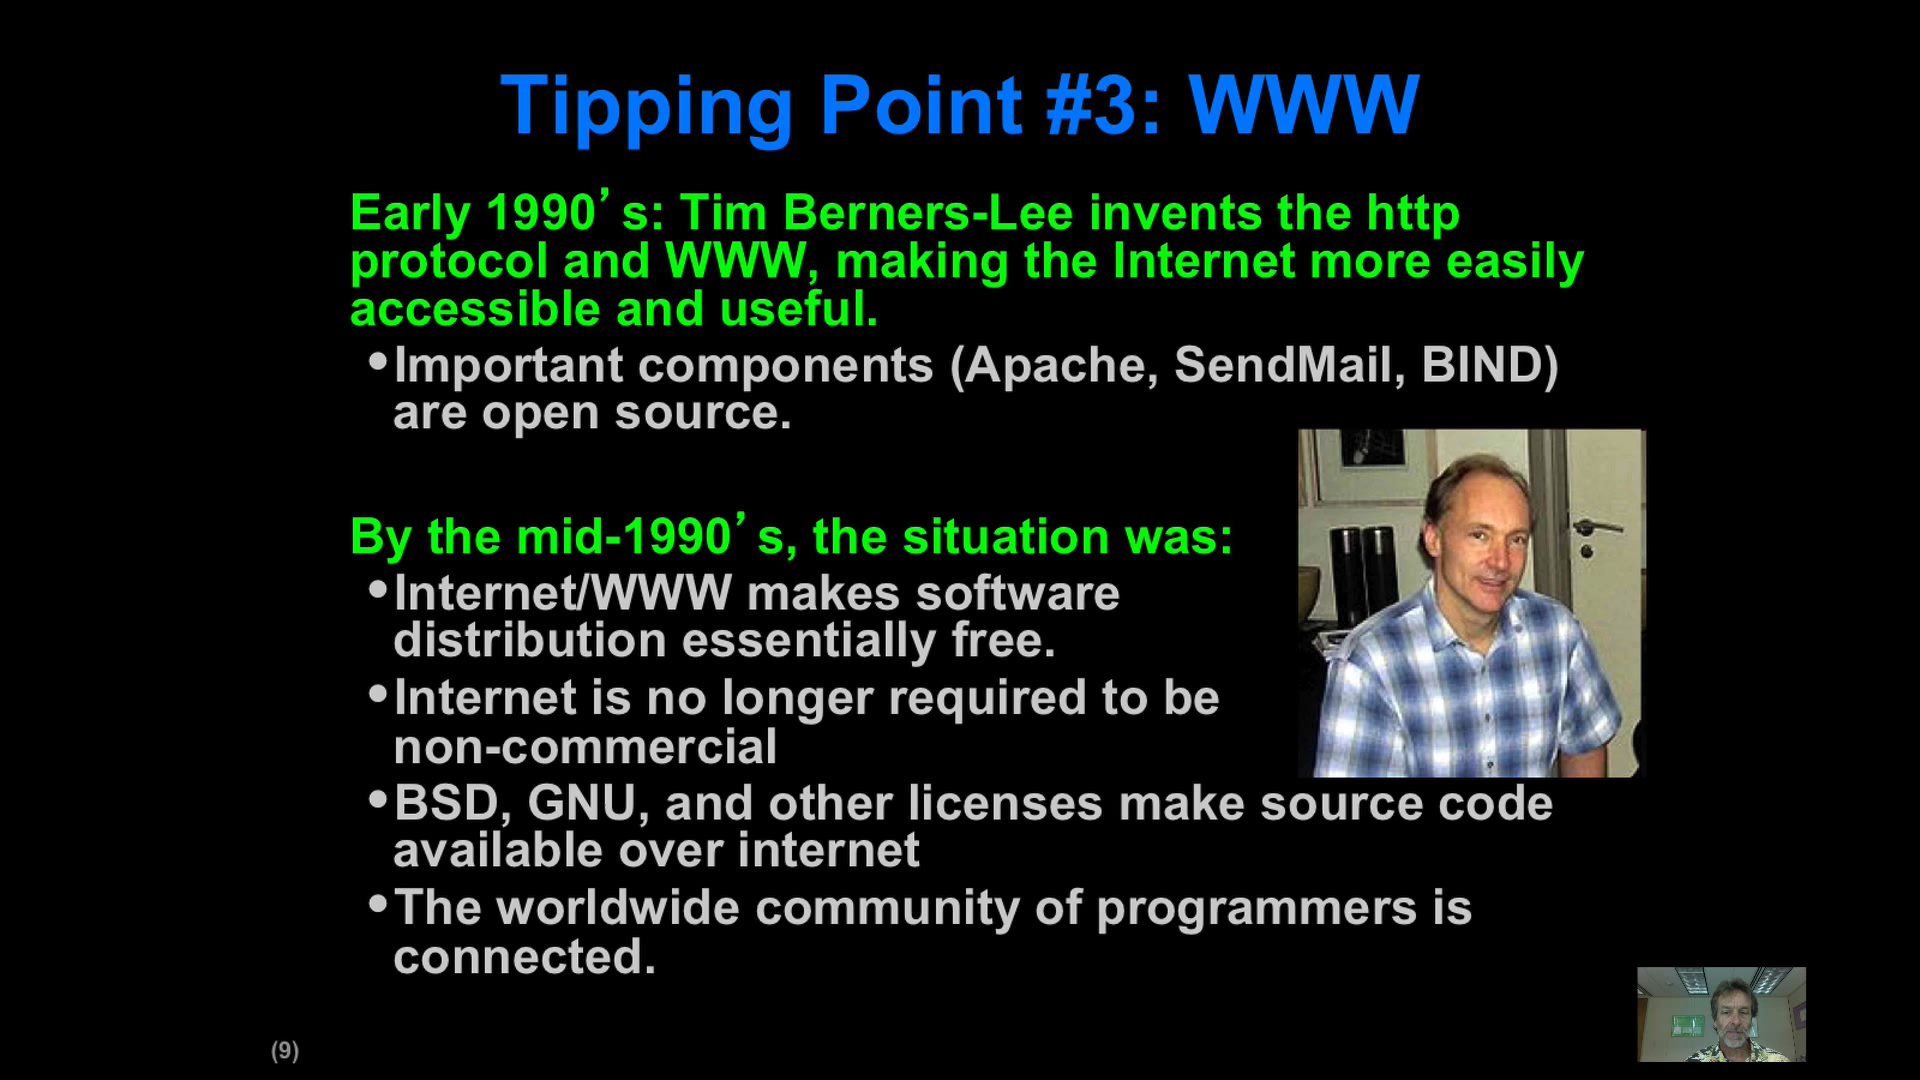 Tipping Point #3: WWW
Early 1990’s: Tim Berners-Lee invents the http
protocol and WWW, making the Internet more easily
accessible and useful.
•Important components (Apache, SendMail, BIND)
are open source.
By the mid-1990’s, the situation was:
•Internet/WWW makes software
distribution essentially free.
•Internet is no longer required to be
non-commercial
•BSD, GNU, and other licenses make source code
available over internet
•The worldwide community of programmers is
connected.
(9)